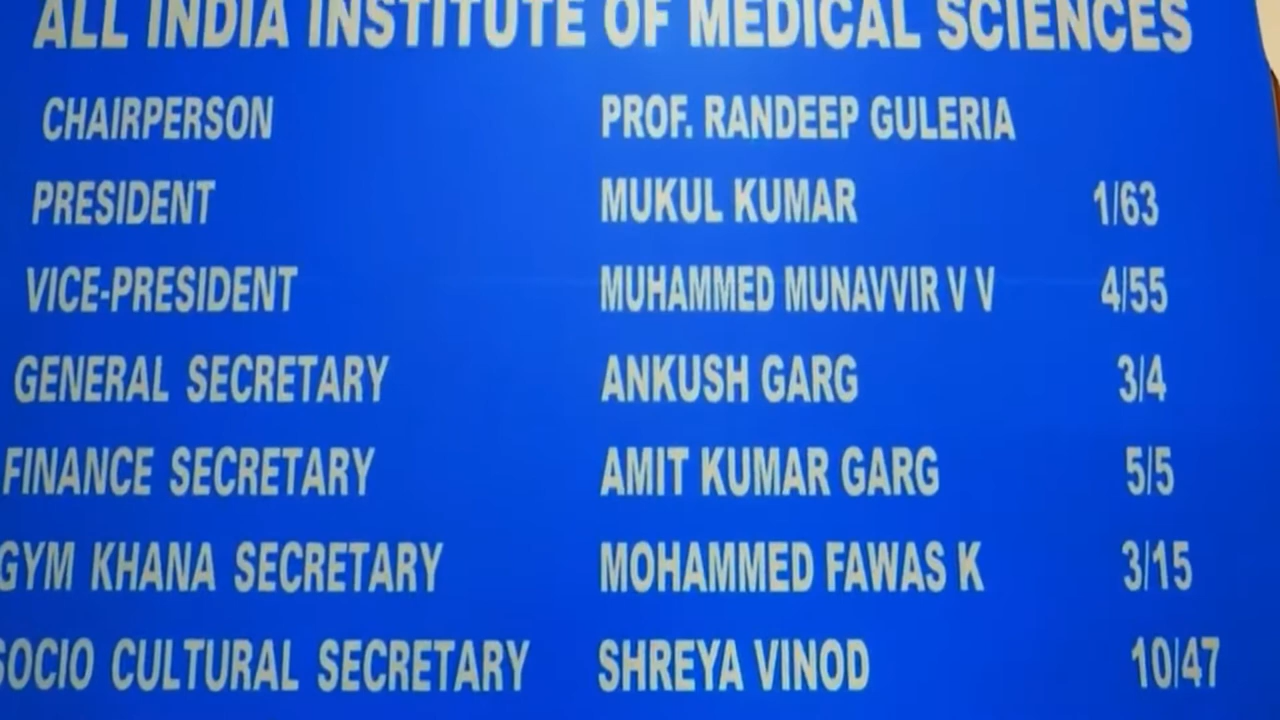 ALL INDIA INSTITUTE OF MEDICAL SCIENCES
CHAIRPERSON PROF. RANDEEP GULERIA
PRESIDENT MUKUL KUMAR 1/63
VICE-PRESIDENT MUHAMMED MUNAVVIR V V 4/55
GENERAL SECRETARY ANKUSH GARG 3/4
FINANCE SECRETARY AMIT KUMAR GARG 5/5
GYM KHANA SECRETARY MOHAMMED FAWAS K 3/15
SOCIO CULTURAL SECRETARY SHREYA VINOD 10/47